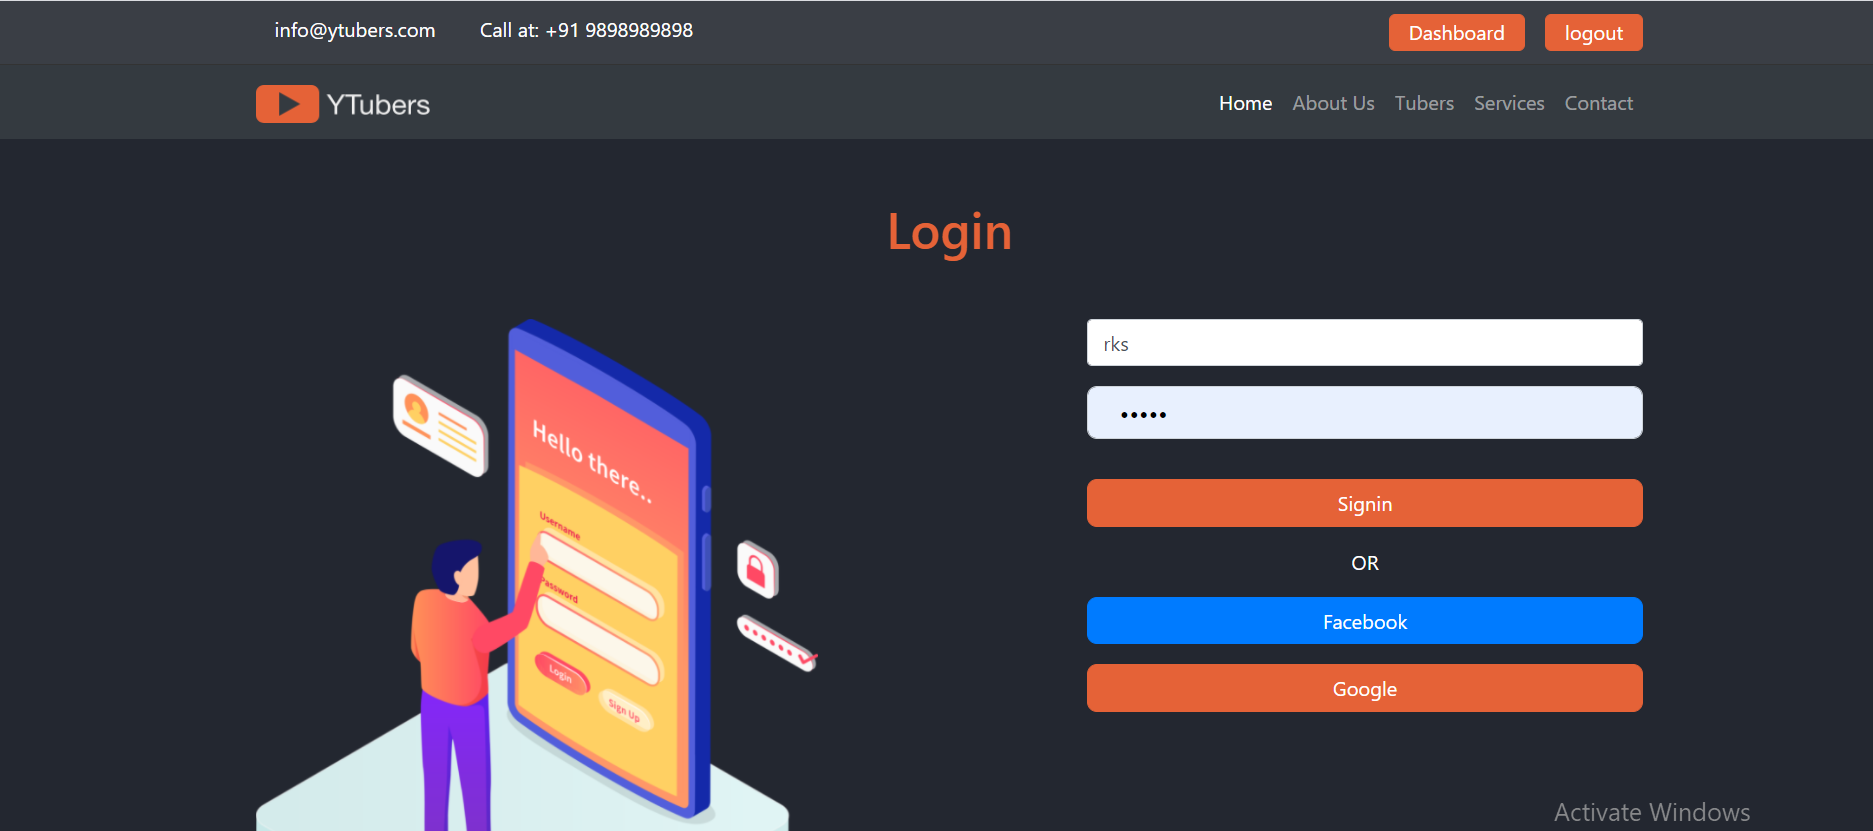 info@ytubers.com Call at: +91 9898989898 Dashboard logout
YTubers Home About Us Tubers Services Contact
Login
rks
•••••
Hello there..
Username
Password
Login
Sign Up
Signin
OR
Facebook
Google
Activate Windows